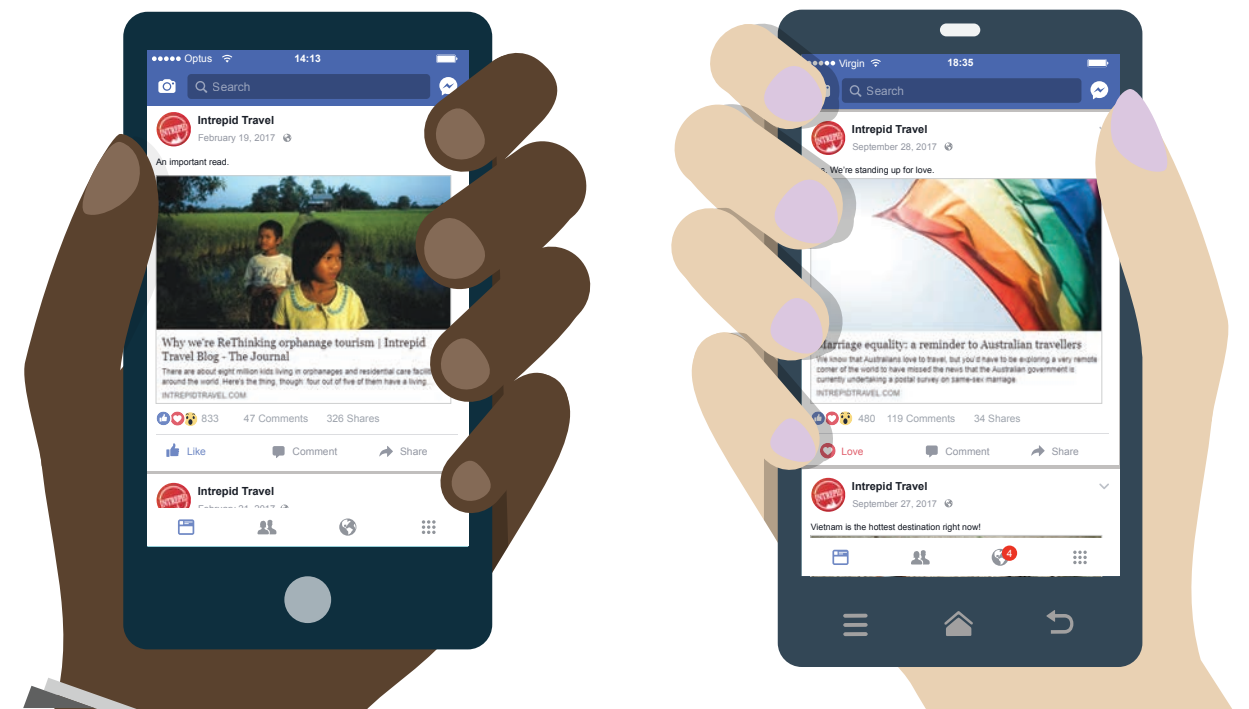 Optus 14:13
Search
Intrepid Travel
February 19, 2017
An important read.
INTREPID
Why we're ReThinking orphanage tourism | Intrepid
Travel Blog - The Journal
There are about eight million kids living in orphanages and residential care
around the world. Here's the thing, though: four out of five of them have a living
INTREPIDTRAVEL.COM
833 47 Comments 326 Shares
Like Comment Share
INTREPID
Intrepid Travel
February 21, 2017
Virgin 18:35
Search
INTREPID
Intrepid Travel
September 28, 2017
We're standing up for love.
Marriage equality: a reminder to Australian travellers
We know that Australians love to travel, but you'd have to be exploring a very remote
corner of the world to have missed the news that the Australian government is
currently undertaking a postal survey on same-sex marriage.
INTREPIDTRAVEL.COM
480 119 Comments 34 Shares
Love Comment Share
INTREPID
Intrepid Travel
September 27, 2017
Vietnam is the hottest destination right now!
4